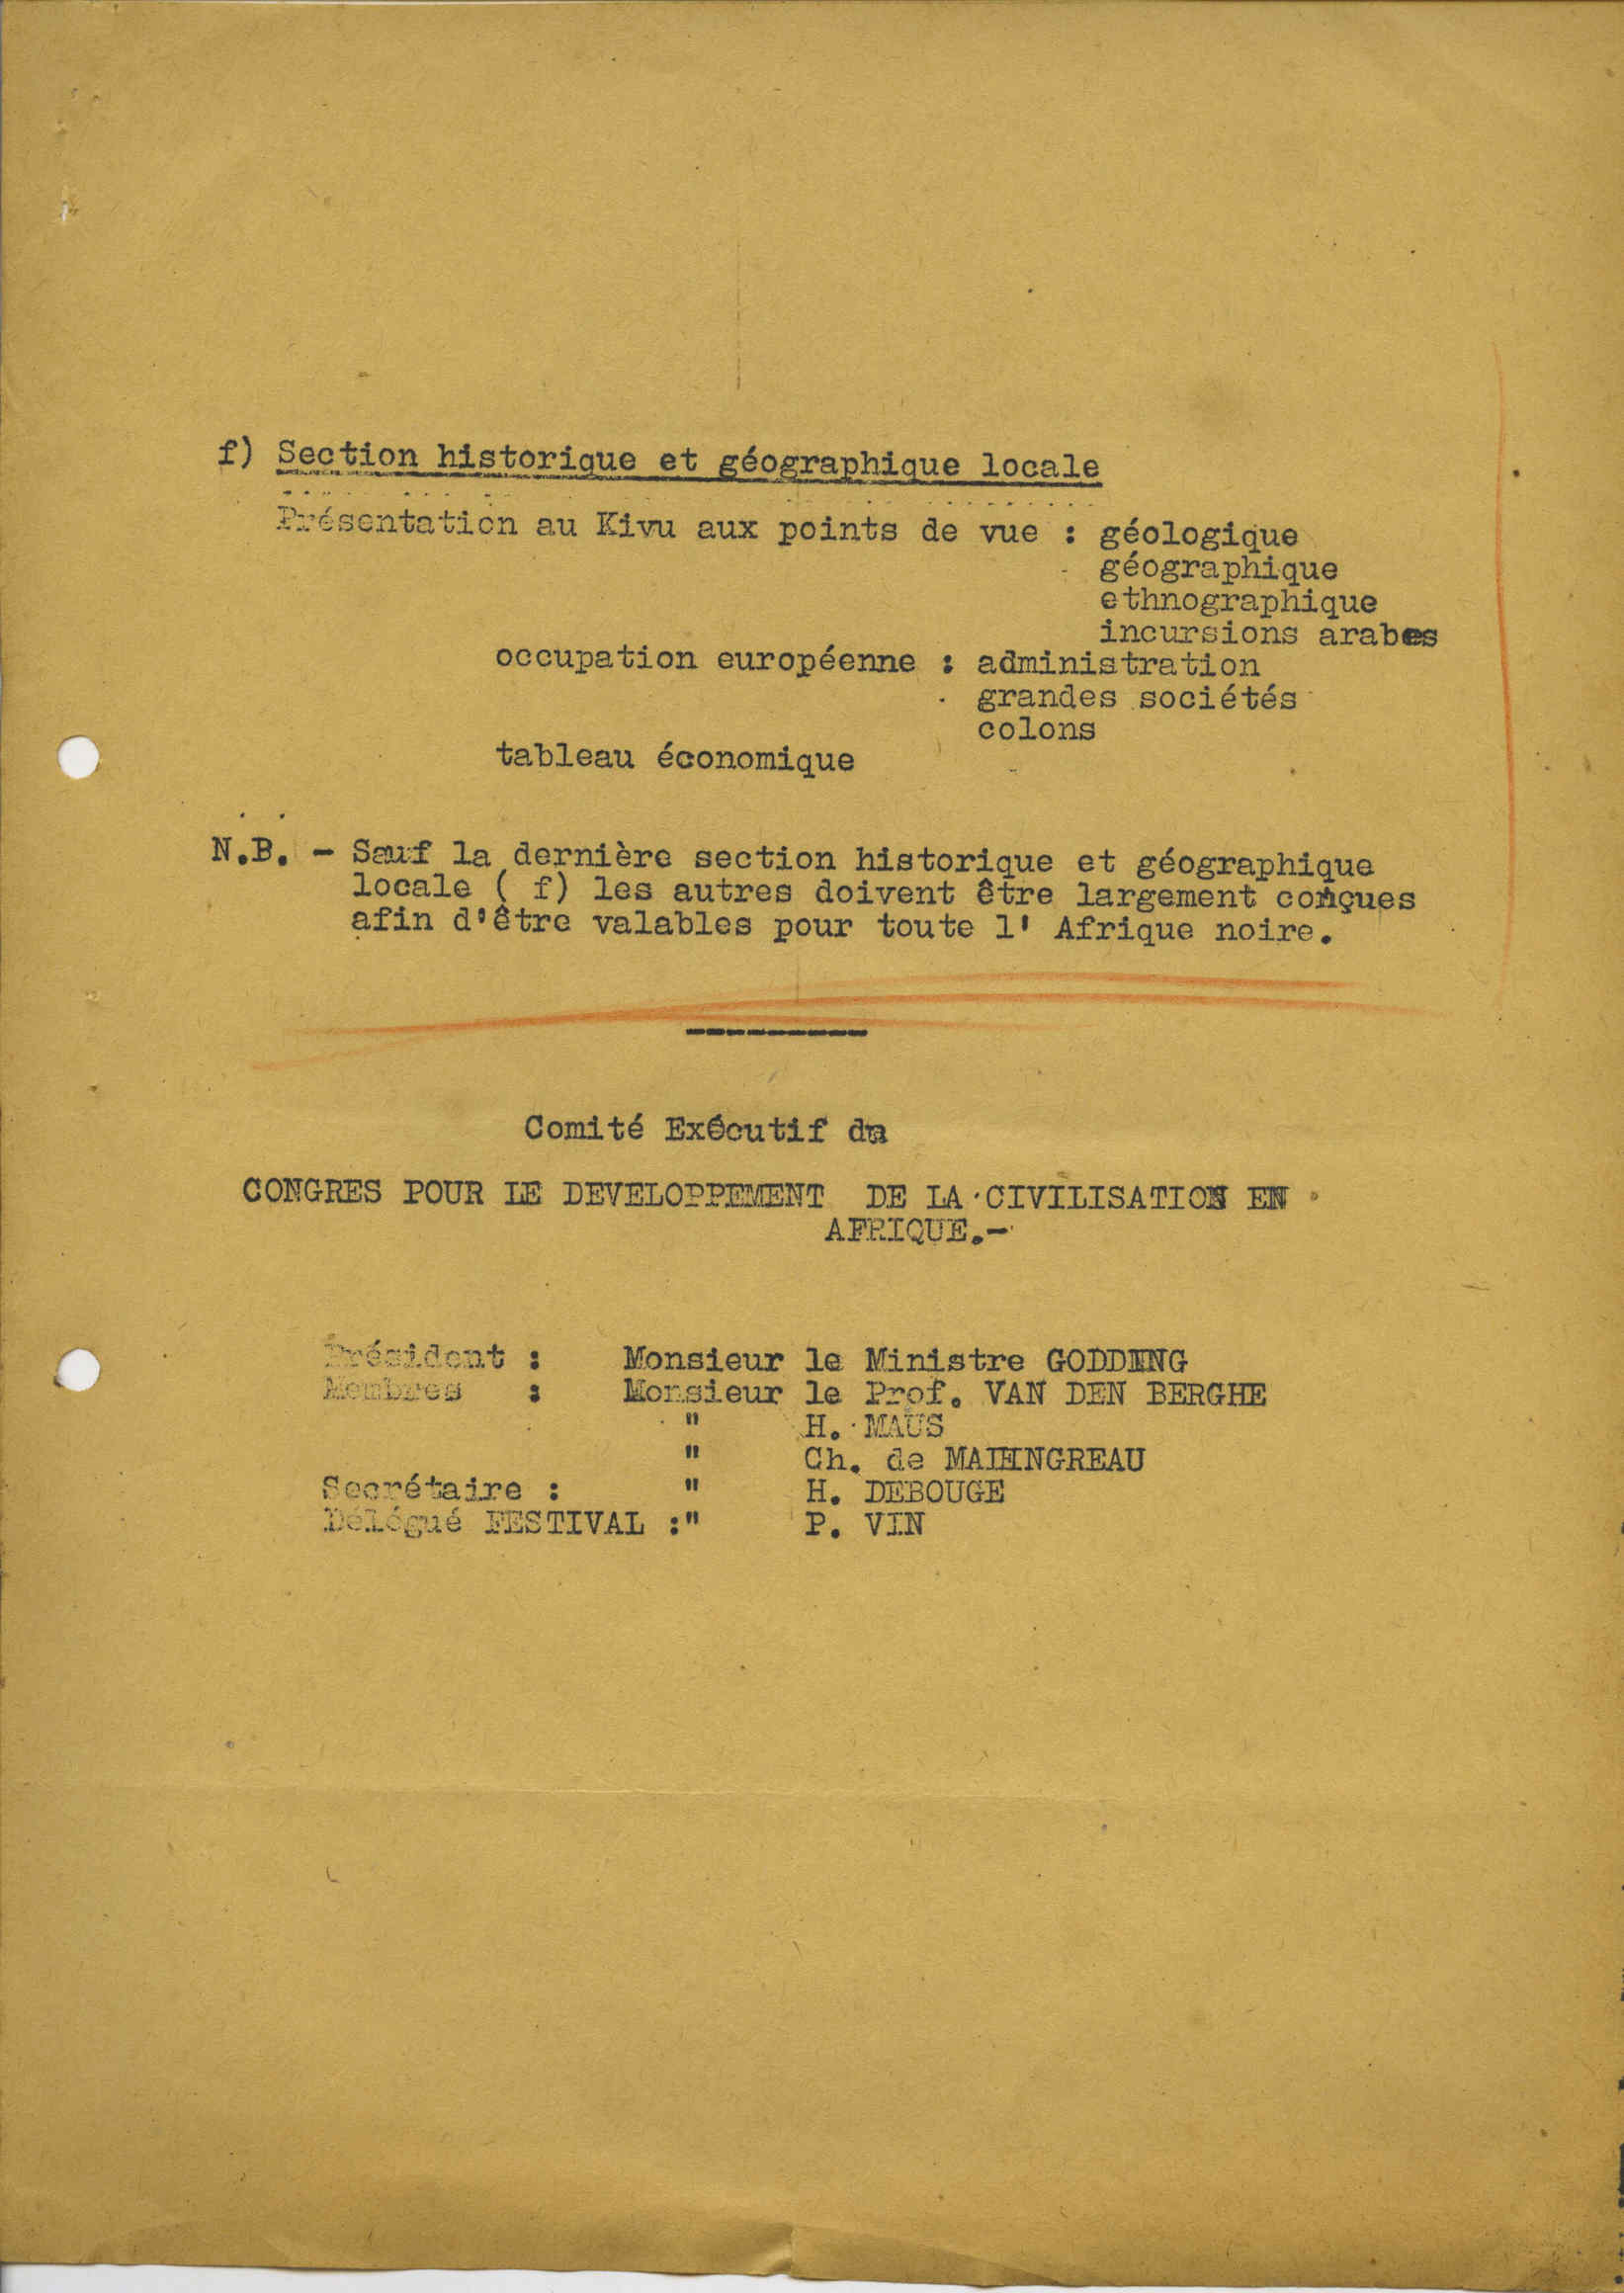 f) Section historique et géographique locale
Présentation au Kivu aux points de vue : géologique
géographique
ethnographique
incursions arabes
occupation européenne : administration
grandes sociétés
colons
tableau économique
N.B. - Sauf la dernière section historique et géographique
locale ( f) les autres doivent être largement conçues
afin d'être valables pour toute l' Afrique noire.
Comité Exécutif du
CONGRES POUR LE DEVELOPPEMENT DE LA CIVILISATION EN
AFRIQUE.-
Président : Monsieur le Ministre GODDING
Membres : Monsieur le Prof. VAN DEN BERGHE
" H. MAUS
" Ch. de
Secrétaire : " H. DEBOUGE
Délégué FESTIVAL :" P. VIN